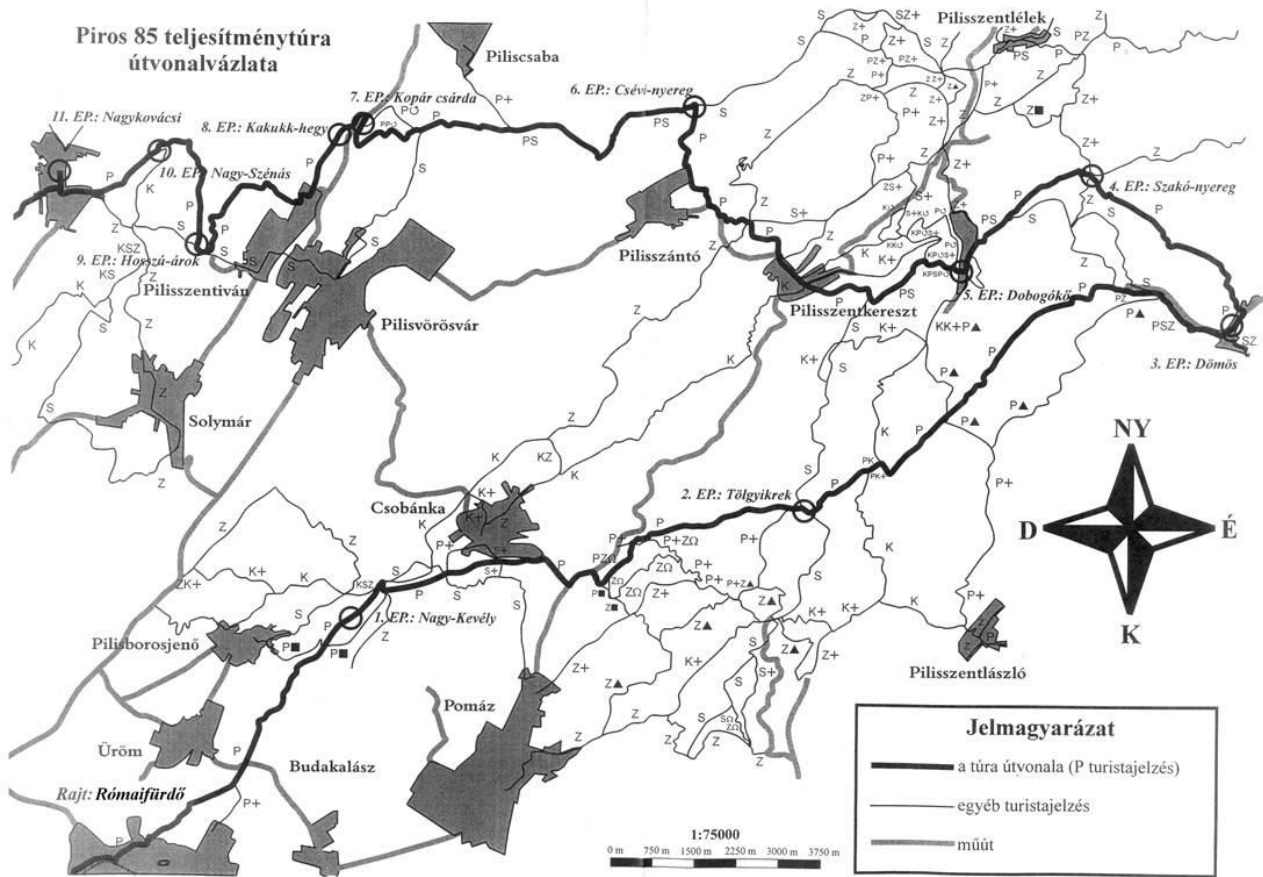 Piros 85 teljesítménytúra
útvonalvázlata
Piliscsaba
Pilisszentlélek
6. EP.: Csévi-nyereg
7. EP.: Kopár csárda
8. EP.: Kakukk-hegy
11. EP.: Nagykovácsi
10. EP.: Nagy-Szénás
4. EP.: Szakó-nyereg
9. EP.: Hosszú-árok
Pilisszentiván
Pilisszántó
Pilisvörösvár
Pilisszentkereszt
5. EP.: Dobogókő
3. EP.: Dömös
Solymár
NY
D
É
K
2. EP.: Tölgyikrek
Csobánka
1. EP.: Nagy-Kevély
Pilisborosjenő
Pilisszentlászló
Pomáz
Üröm
Budakalász
Rajt: Rómaifürdő
Jelmagyarázat
a túra útvonala (P turistajelzés)
egyéb turistajelzés
műút
1:75000
0 m 750 m 1500 m 2250 m 3000 m 3750 m